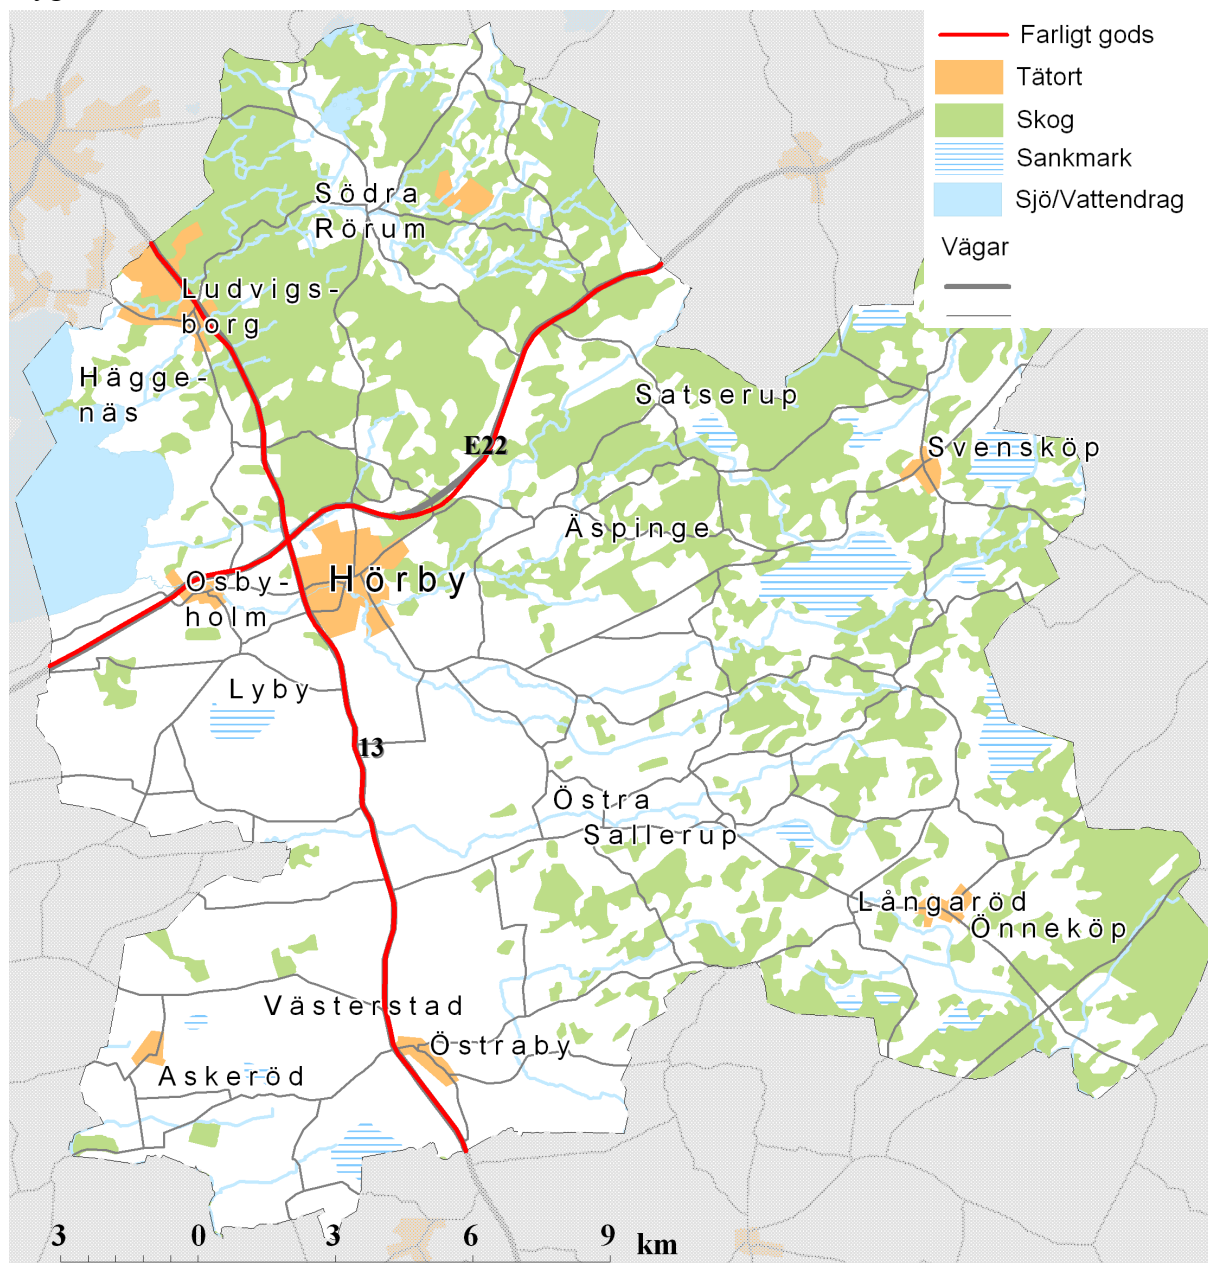 Farligt gods
Tätort
Skog
Sankmark
Sjö/Vattendrag
Vägar
Södra
Rörum
Ludvigs-
borg
Hägge-
näs
Satserup
E22
Svensköp
Äspinge
Osby-
holm
Hörby
Lyby
13
Östra
Sallerup
Långaröd
Önneköp
Västerstad
Östraby
Askeröd
3 0 3 6 9 km